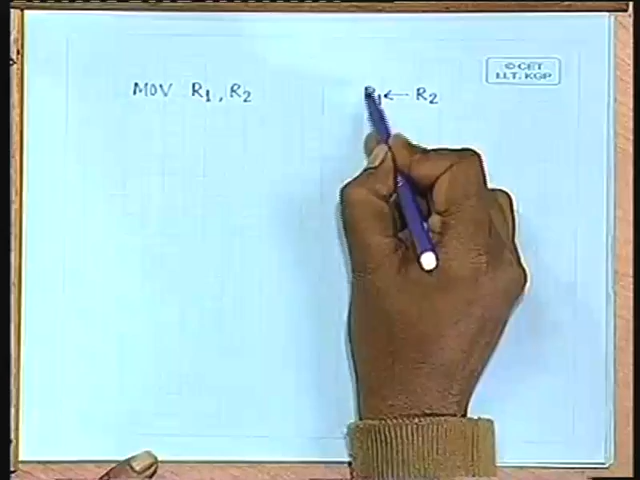 MOV R1, R2 R1 ← R2
© CET
I.I.T. KGP